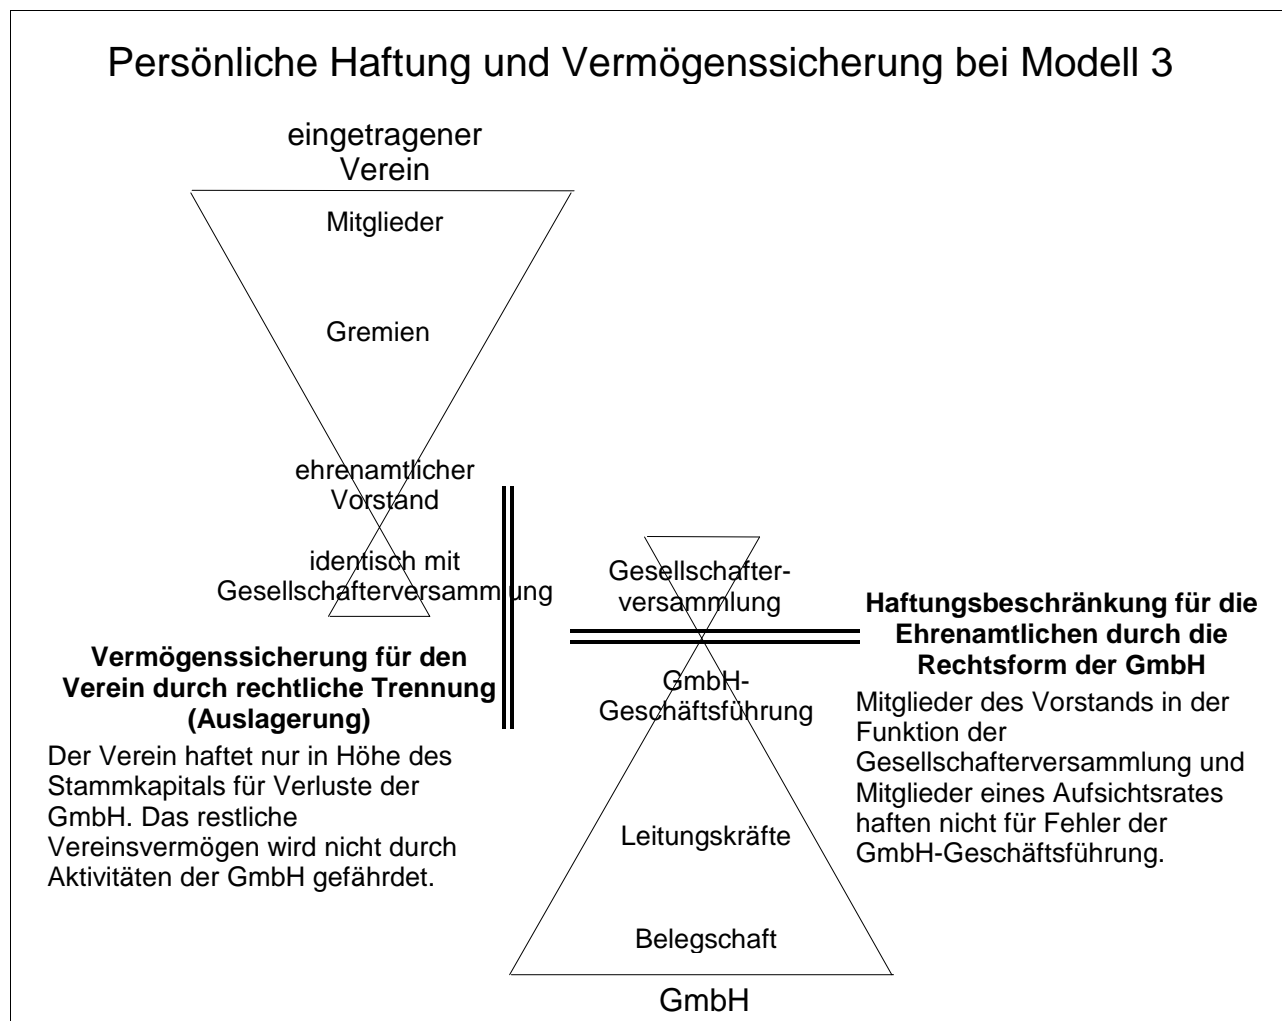 Persönliche Haftung und Vermögenssicherung bei Modell 3
eingetragener
Verein
Mitglieder
Gremien
ehrenamtlicher
Vorstand
identisch mit
Gesellschafterversammlung
Vermögenssicherung für den
Verein durch rechtliche Trennung
(Auslagerung)
Der Verein haftet nur in Höhe des
Stammkapitals für Verluste der
GmbH. Das restliche
Vereinsvermögen wird nicht durch
Aktivitäten der GmbH gefährdet.
Gesellschafter-
versammlung
GmbH-
Geschäftsführung
Leitungskräfte
Belegschaft
GmbH
Haftungsbeschränkung für die
Ehrenamtlichen durch die
Rechtsform der GmbH
Mitglieder des Vorstands in der
Funktion der
Gesellschafterversammlung und
Mitglieder eines Aufsichtsrates
haften nicht für Fehler der
GmbH-Geschäftsführung.